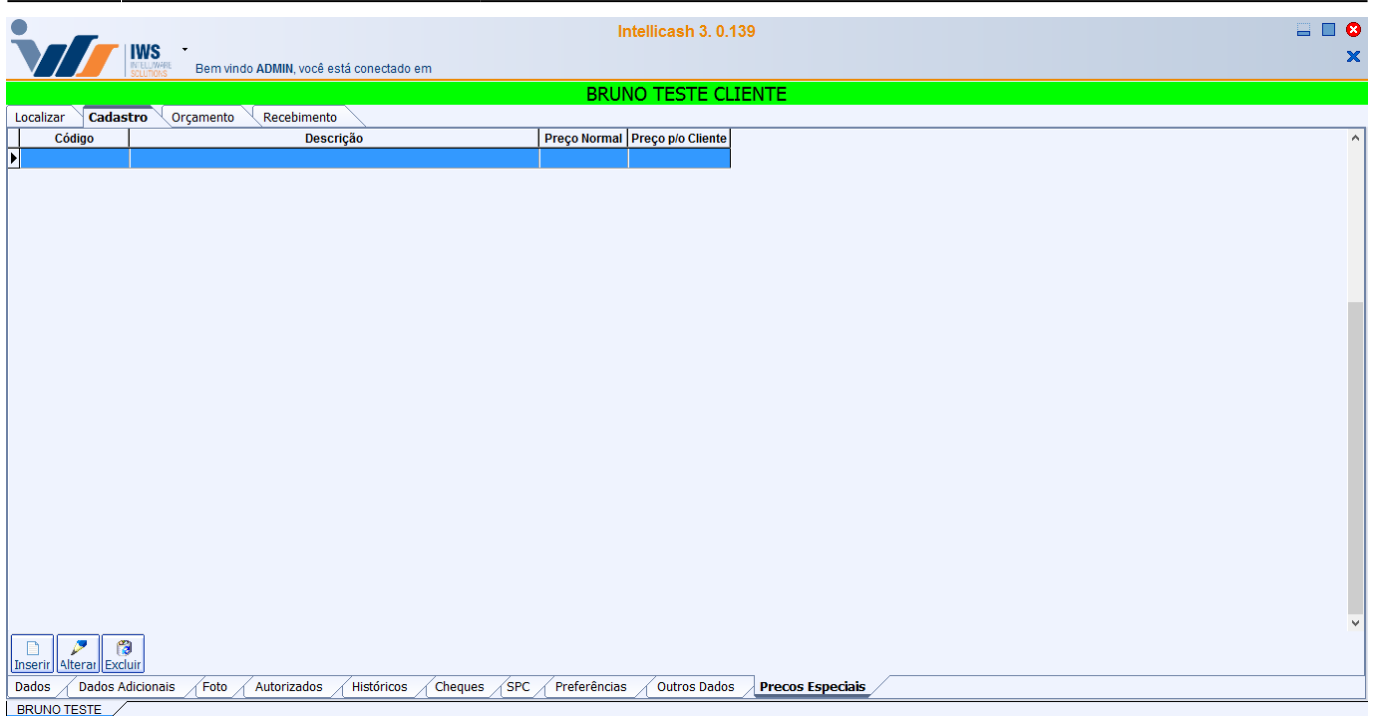 Intellicash 3. 0.139
IWS
INTELLIWARE
SOLUTIONS
Bem vindo ADMIN, você está conectado em
BRUNO TESTE CLIENTE
Localizar Cadastro Orçamento Recebimento
Código Descrição Preço Normal Preço p/o Cliente
Inserir Alterar Excluir
Dados Dados Adicionais Foto Autorizados Históricos Cheques SPC Preferências Outros Dados Precos Especiais
BRUNO TESTE